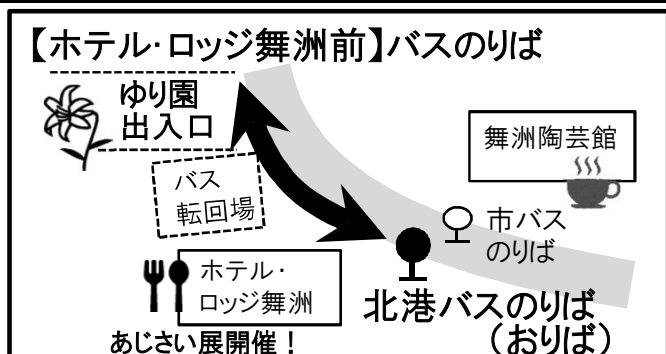 【ホテル・ロッジ舞洲前】バスのりば
ゆり園
出入口
舞洲陶芸館
バス
転回場
市バス
のりば
ホテル・
ロッジ舞洲
北港バスのりば
（おりば）
あじさい展開催！